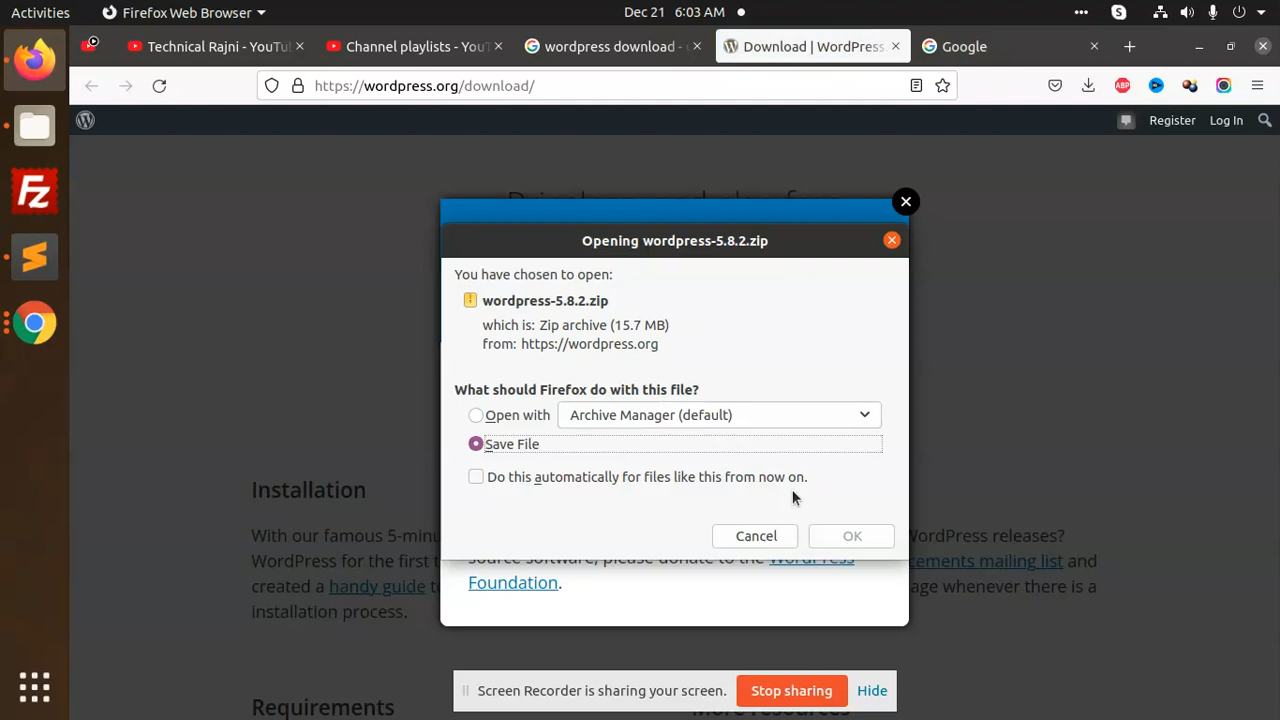 Activities
Firefox Web Browser
Dec 21 6:03 AM
Technical Rajni - YouTu
Channel playlists - YouT
wordpress download -
Download | WordPress.
Google
https://wordpress.org/download/
Register
Log In
Opening wordpress-5.8.2.zip
You have chosen to open:
wordpress-5.8.2.zip
which is: Zip archive (15.7 MB)
from: https://wordpress.org
What should Firefox do with this file?
Open with
Archive Manager (default)
Save File
Do this automatically for files like this from now on.
Cancel
OK
Installation
With our famous 5-minu
WordPress for the first t
created a handy guide t
installation process.
source software, please donate to the WordPress
Foundation.
WordPress releases?
cements mailing list and
age whenever there is a
Screen Recorder is sharing your screen.
Stop sharing
Hide
Requirements
More resources